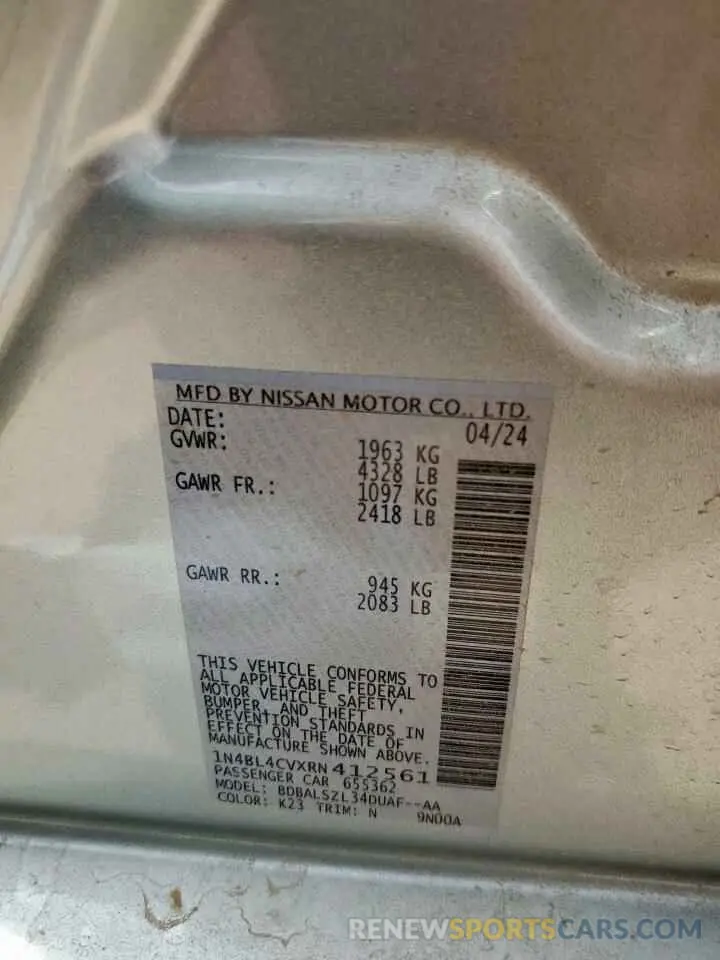 MFD BY NISSAN MOTOR CO., LTD.
DATE: 04/24
GVWR: 1963 KG
4328 LB
GAWR FR.: 1097 KG
2418 LB
GAWR RR.: 945 KG
2083 LB
THIS VEHICLE CONFORMS TO
ALL APPLICABLE FEDERAL
MOTOR VEHICLE SAFETY,
BUMPER, AND THEFT
PREVENTION STANDARDS IN
EFFECT ON THE DATE OF
MANUFACTURE SHOWN ABOVE.
1N4BL4CVXRN412561
PASSENGER CAR 655362
MODEL: BDBALSZL34DUAF--AA
COLOR: K23 TRIM: N 9N00A
RENEWSPORTSCARS.COM